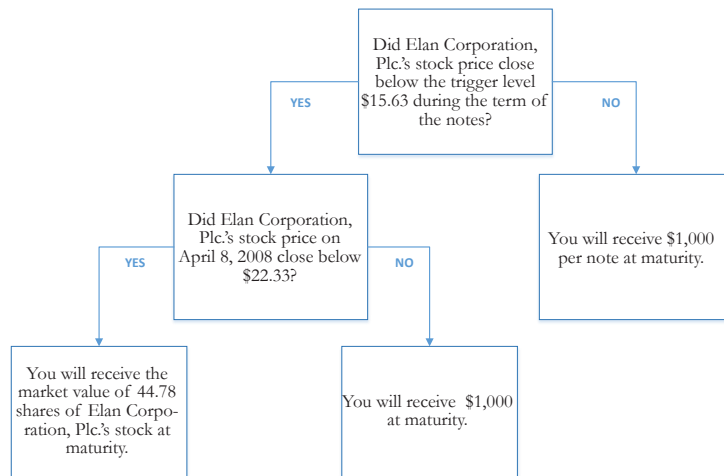 Did Elan Corporation,
Plc.'s stock price close
below the trigger level
$15.63 during the term of
the notes?
YES
NO
Did Elan Corporation,
Plc.'s stock price on
April 8, 2008 close below
$22.33?
You will receive $1,000
per note at maturity.
YES
NO
You will receive the
market value of 44.78
shares of Elan Corpo-
ration, Plc.'s stock at
maturity.
You will receive $1,000
at maturity.